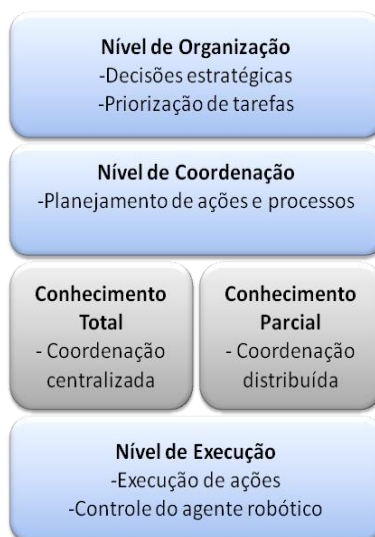 Nível de Organização
-Decisões estratégicas
-Priorização de tarefas
Nível de Coordenação
-Planejamento de ações e processos
Conhecimento
Total
- Coordenação
centralizada
Conhecimento
Parcial
- Coordenação
distribuída
Nível de Execução
-Execução de ações
-Controle do agente robótico